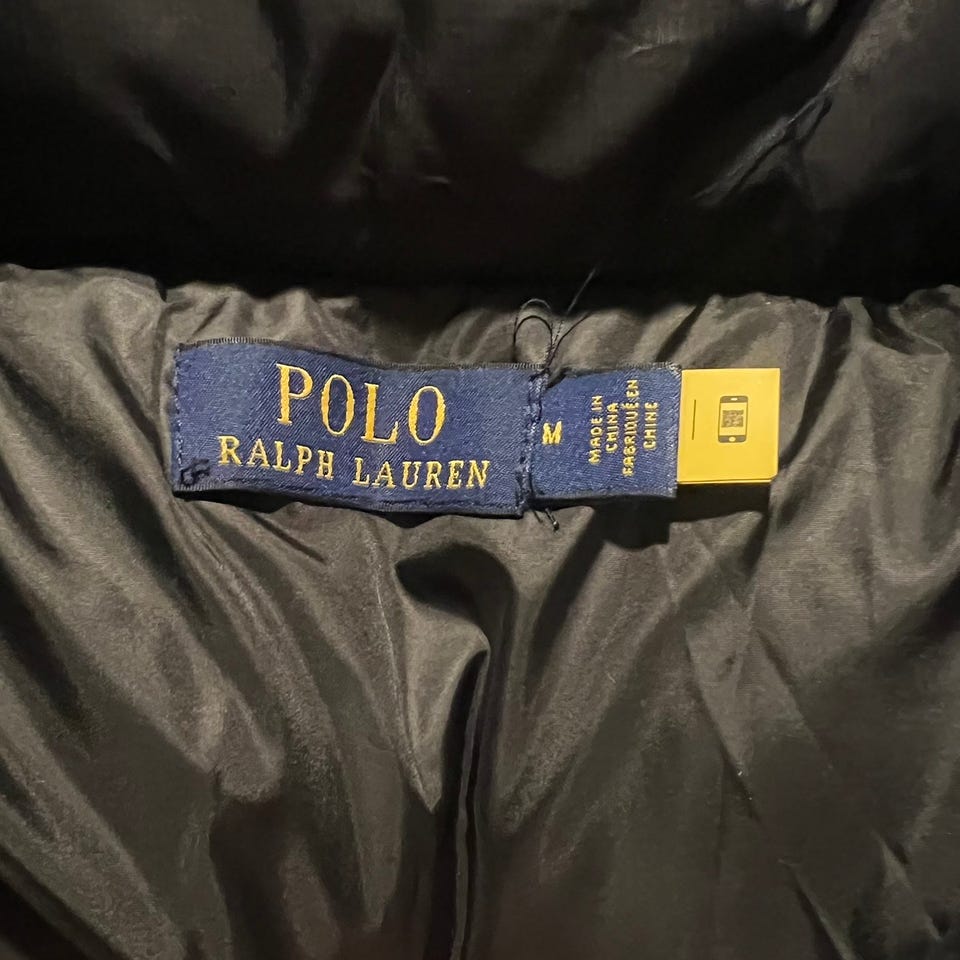 POLO
RALPH LAUREN
M
MADE IN
CHINA
FABRIQUÉ EN
CHINE